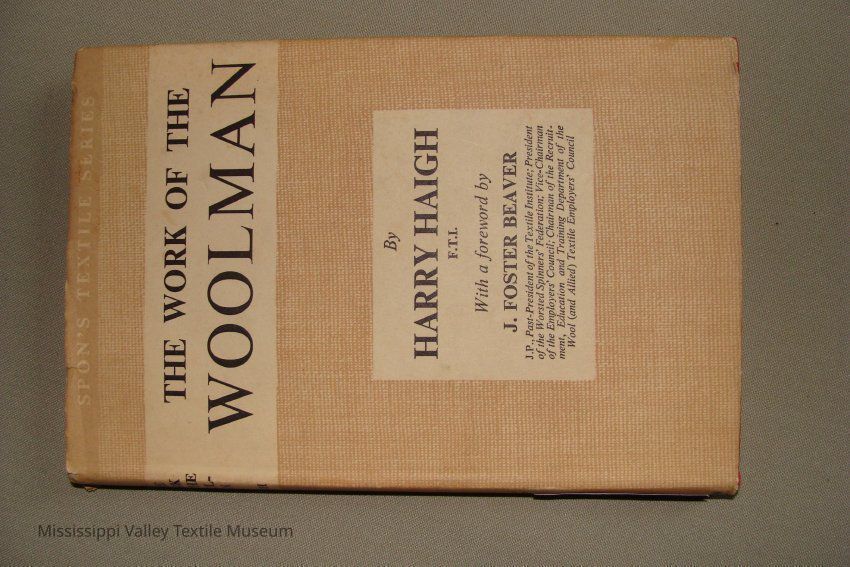 SPON'S TEXTILE SERIES
THE WORK OF THE
WOOLMAN
By
HARRY HAIGH
F.T.I.
With a foreword by
J. FOSTER BEAVER
J.P., Past-President of the Textile Institute; President
of the Worsted Spinners' Federation; Vice-Chairman
of the Employers' Council; Chairman of the Recruit-
ment, Education and Training Department of the
Wool (and Allied) Textile Employers' Council
Mississippi Valley Textile Museum